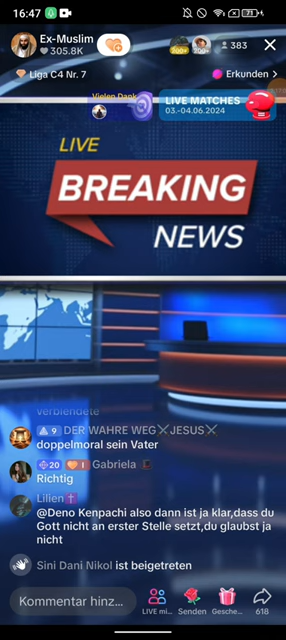 16:47
71
Ex-Muslim
305.8K
200+
200+
383
Liga C4 Nr. 7
Erkunden >
Vielen Dank
LIVE MATCHES
03.-04.06.2024
LIVE
BREAKING
NEWS
verblendete
9 DER WAHRE WEG⚔JESUS⚔
doppelmoral sein Vater
20 I Gabriela
Richtig
Lilien✝
@Deno Kenpachi also dann ist ja klar,dass du
Gott nicht an erster Stelle setzt,du glaubst ja
nicht
Sini Dani Nikol ist beigetreten
Kommentar hinz...
LIVE mi...
Senden
Gesche...
618